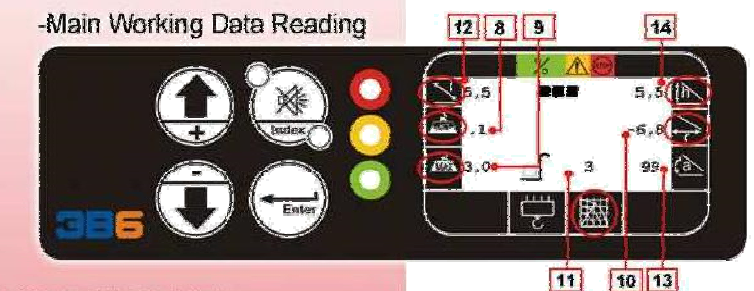 -Main Working Data Reading
12 8 9 14
%
5,5 5,5 h
,1 -6,8
Index
3,0 3 99 a
+
-
3B6
Enter
11 10 13